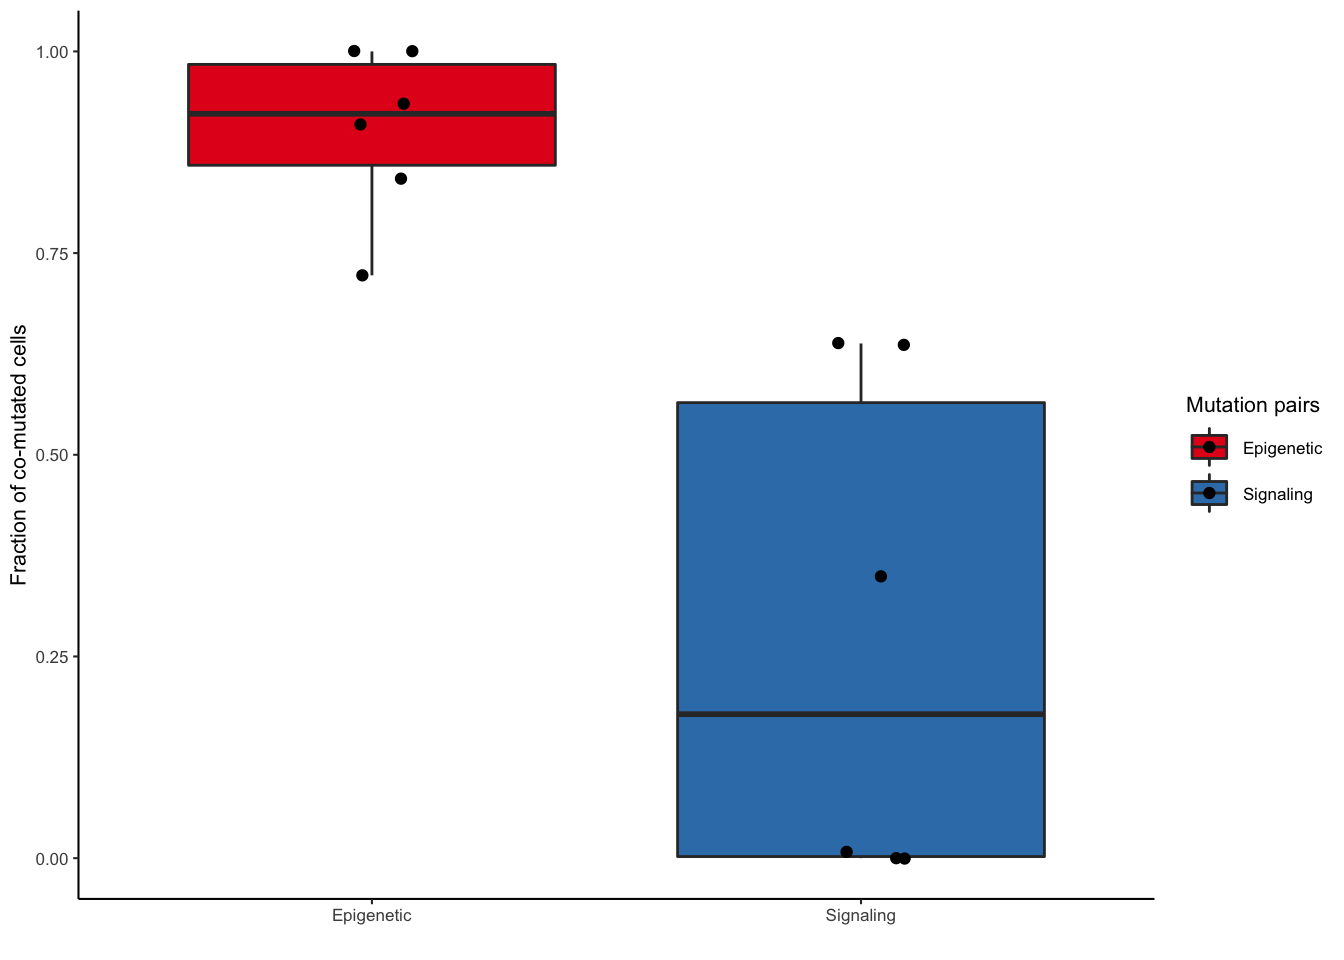 Fraction of co-mutated cells
1.00
0.75
0.50
0.25
0.00
Epigenetic
Signaling
Mutation pairs
Epigenetic
Signaling